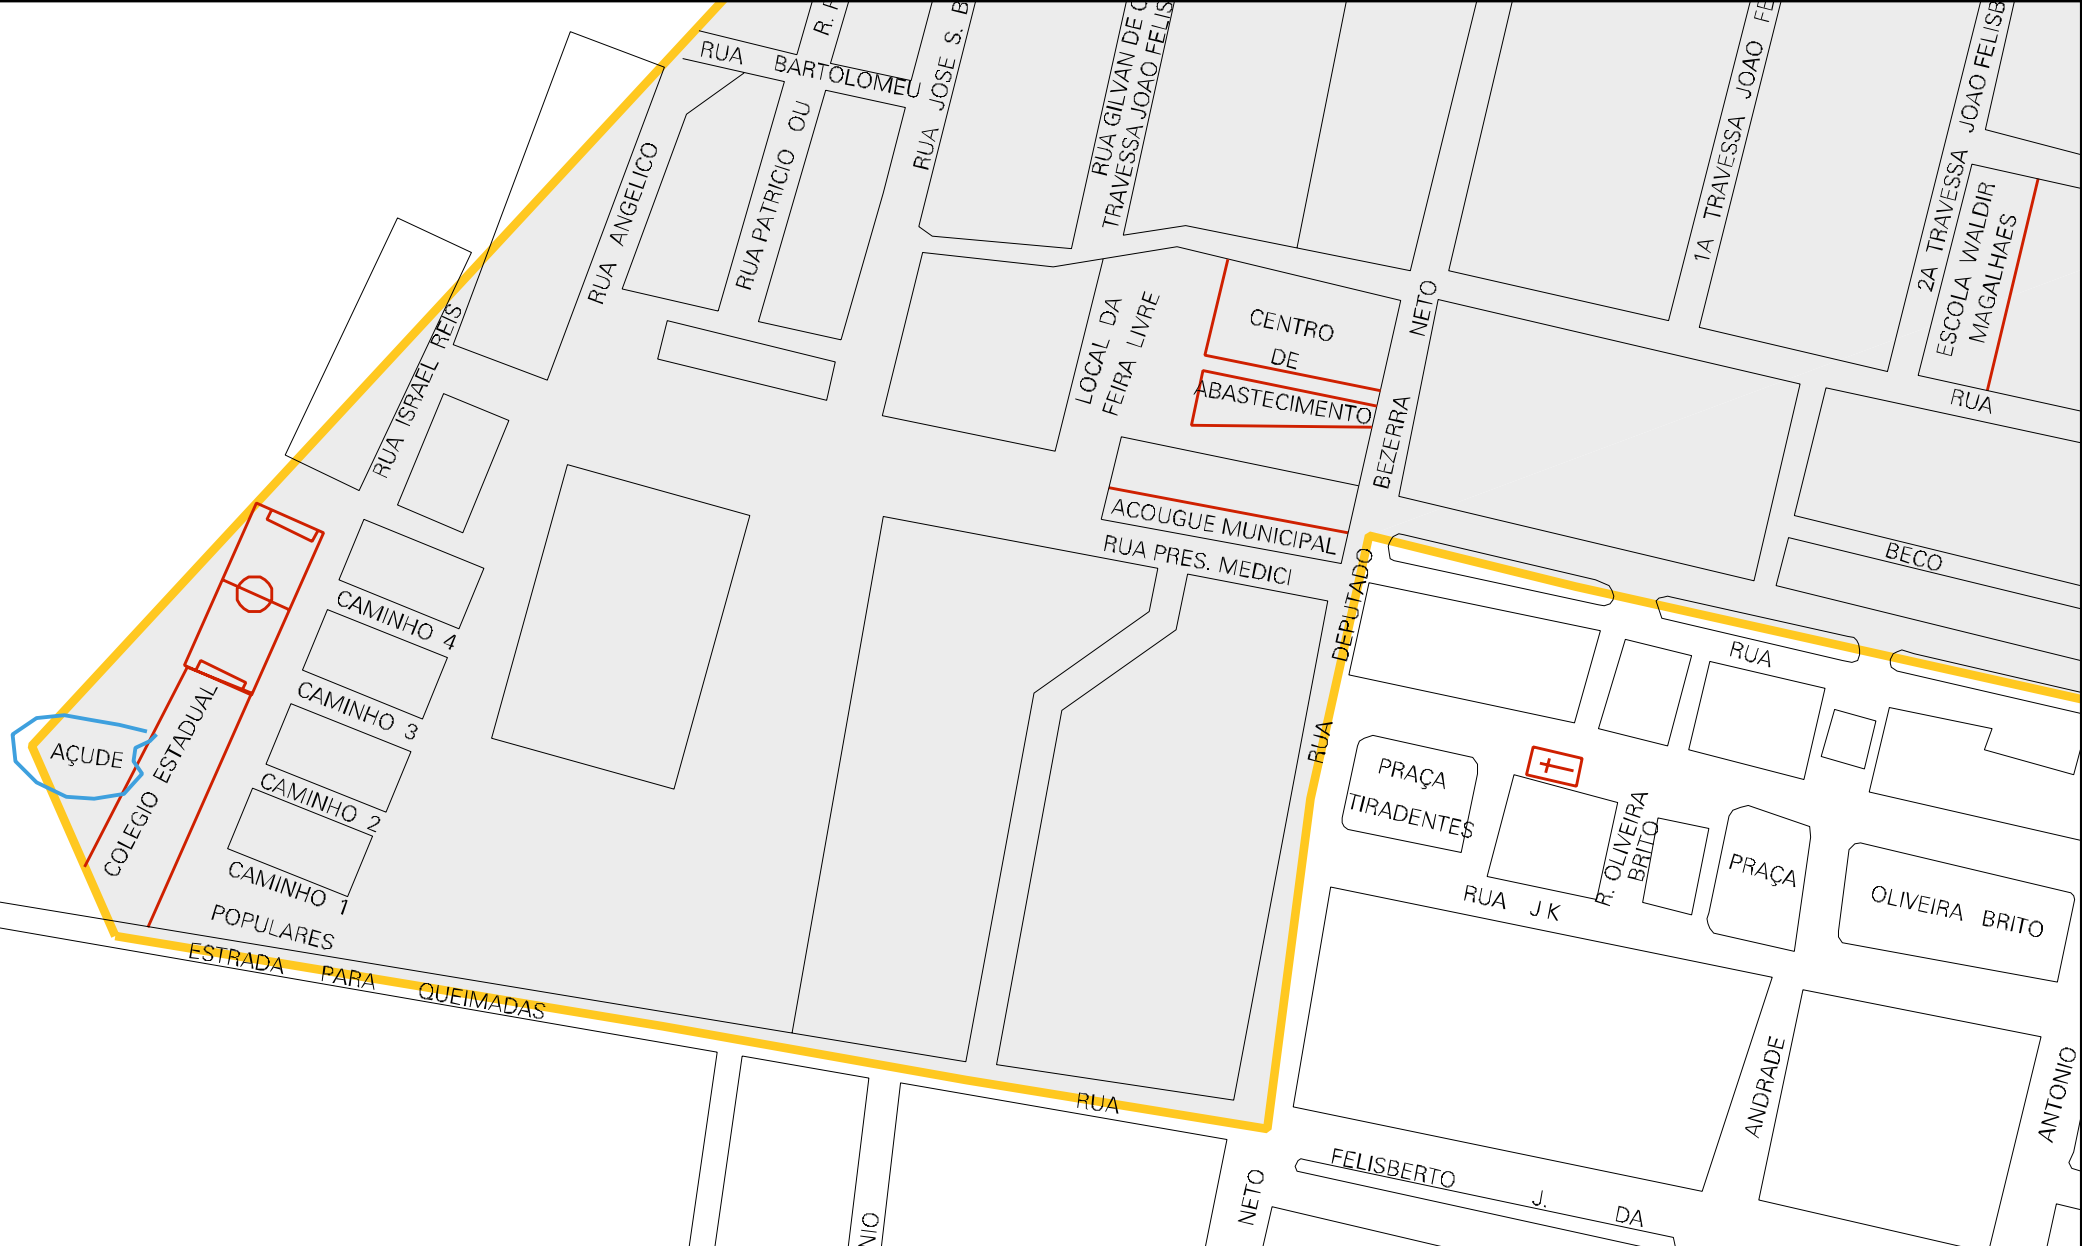 RUA BARTOLOMEU
R.
RUA JOSE S. B
RUA GILVAN DE
TRAVESSA JOAO FELIS
1A TRAVESSA JOAO FE
2A TRAVESSA JOAO FELISB
ESCOLA WALDIR
MAGALHAES
RUA ANGELICO
RUA PATRICIO OU
RUA ISRAEL REIS
LOCAL DA
FEIRA LIVRE
CENTRO
DE
ABASTECIMENTO
RUA DEPUTADO BEZERRA NETO
RUA
ACOUGUE MUNICIPAL
RUA PRES. MEDICI
BECO
RUA
CAMINHO 4
CAMINHO 3
CAMINHO 2
CAMINHO 1
POPULARES
AÇUDE
COLEGIO ESTADUAL
PRAÇA
TIRADENTES
R. OLIVEIRA
BRITO
PRAÇA
OLIVEIRA BRITO
RUA JK
ESTRADA PARA QUEIMADAS
RUA
ANDRADE
ANTONIO
NETO
FELISBERTO J. DA
NIO